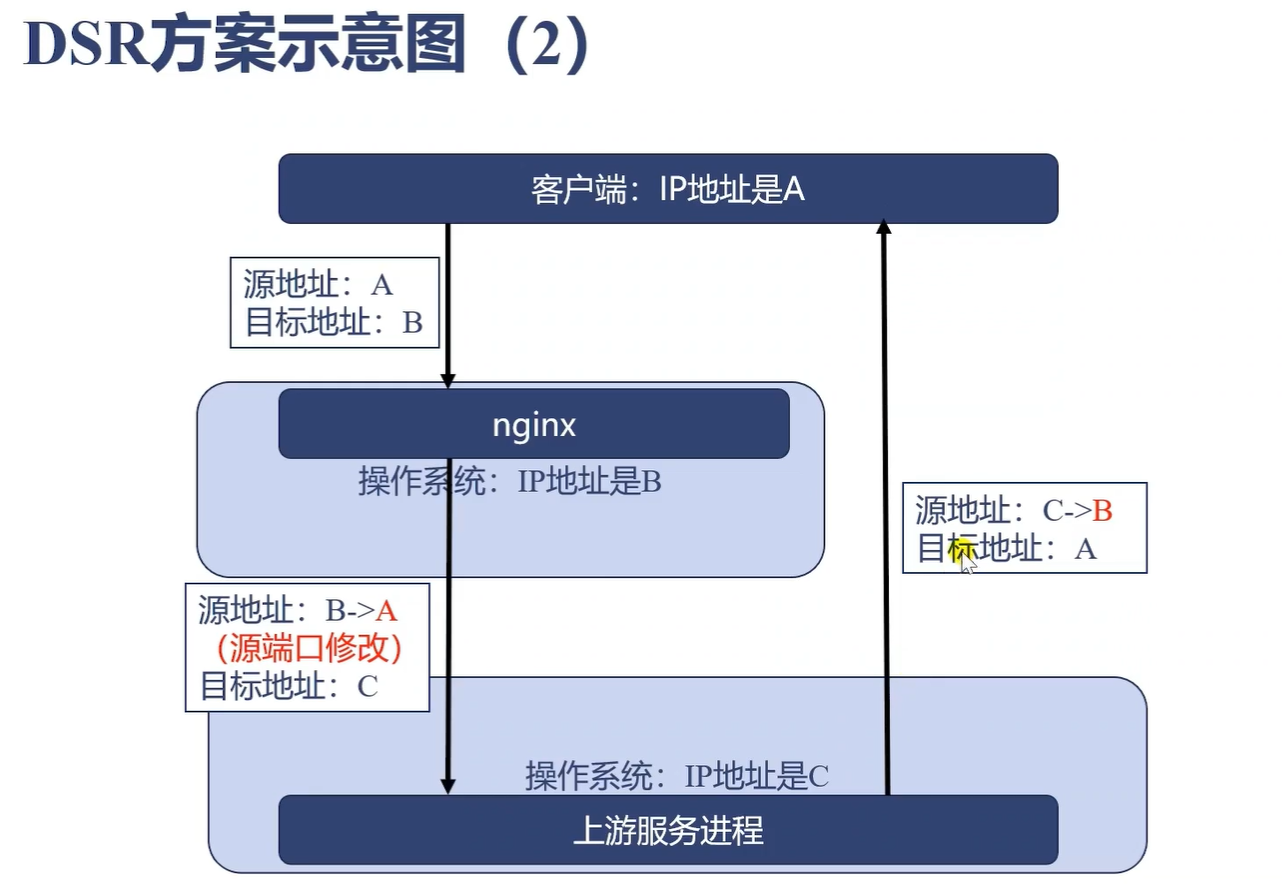 DSR方案示意图（2）
客户端：IP地址是A
源地址：A
目标地址：B
nginx
操作系统：IP地址是B
源地址：C->B
目标地址：A
源地址：B->A
（源端口修改）
目标地址：C
操作系统：IP地址是C
上游服务进程